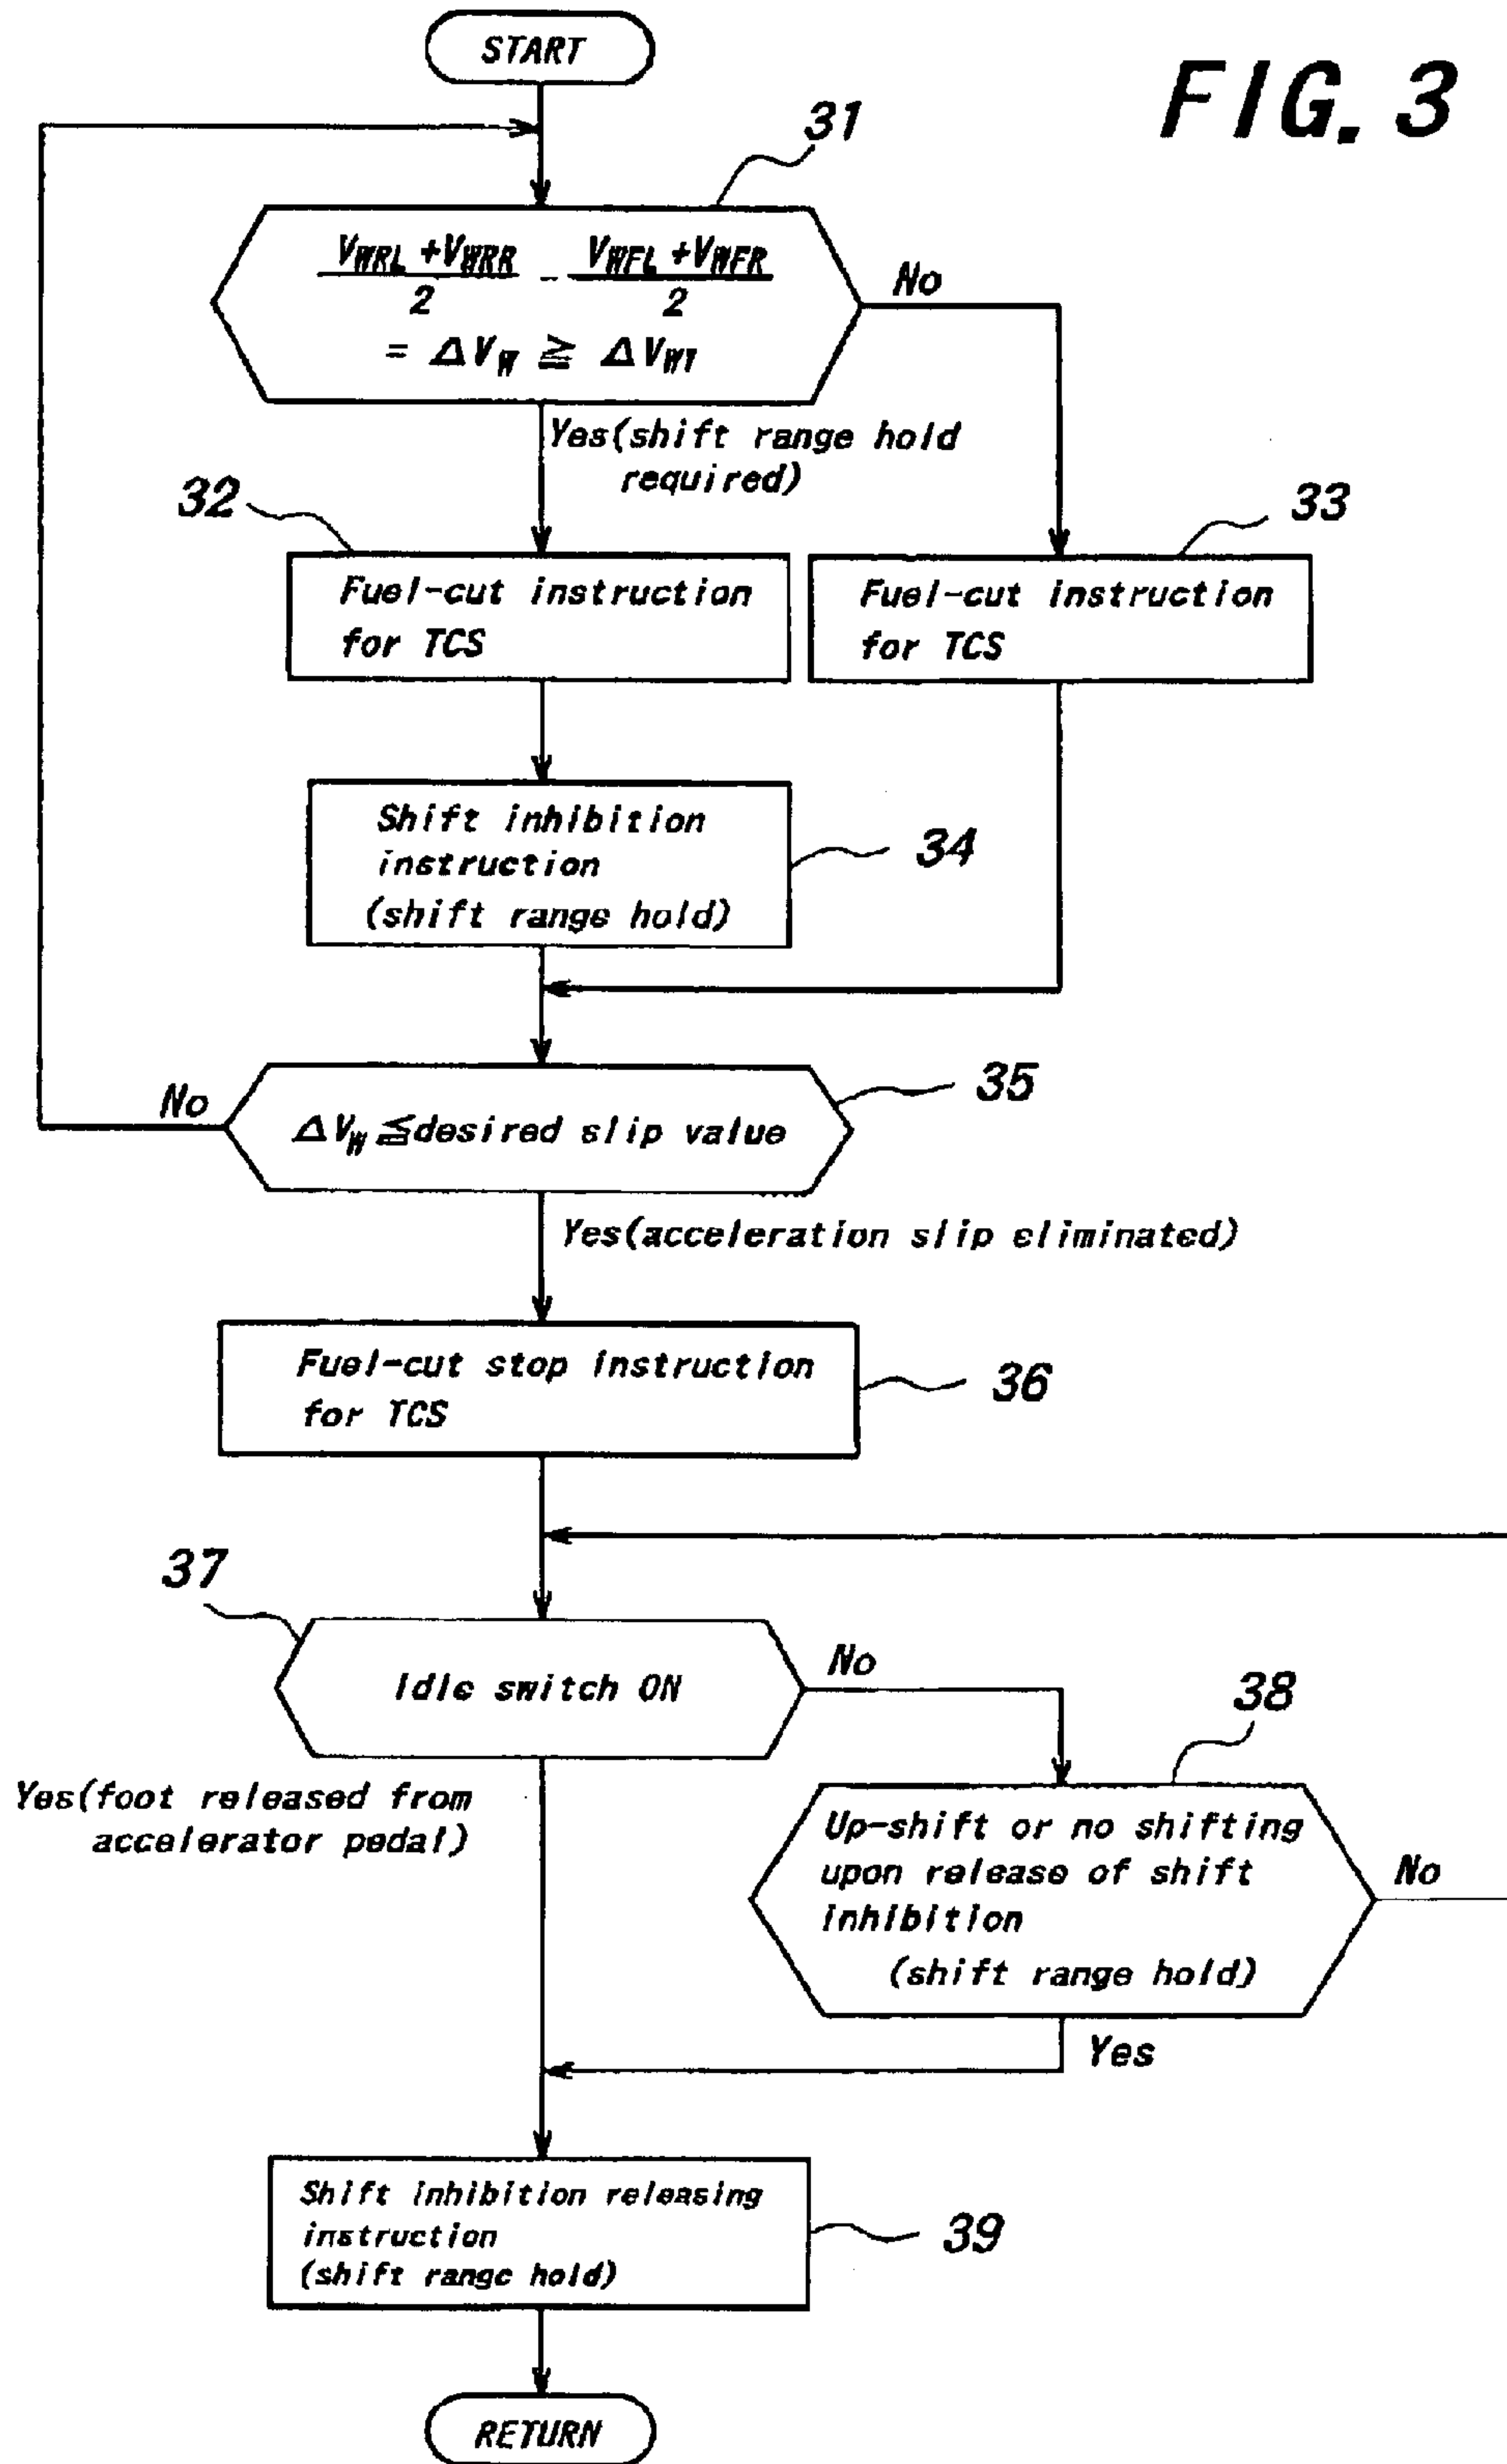 START
FIG. 3
31
V_WRL + V_WRR / 2 - V_WFL + V_WFR / 2
= ΔV_W ≧ ΔV_WT
No
Yes(shift range hold
required)
32
33
Fuel-cut instruction
for TCS
Fuel-cut instruction
for TCS
Shift inhibition
instruction
(shift range hold)
34
No
35
ΔV_W ≦desired slip value
Yes(acceleration slip eliminated)
Fuel-cut stop instruction
for TCS
36
37
Idle switch ON
No
38
Yes(foot released from
accelerator pedal)
Up-shift or no shifting
upon release of shift
inhibition
(shift range hold)
No
Yes
Shift inhibition releasing
instruction
(shift range hold)
39
RETURN